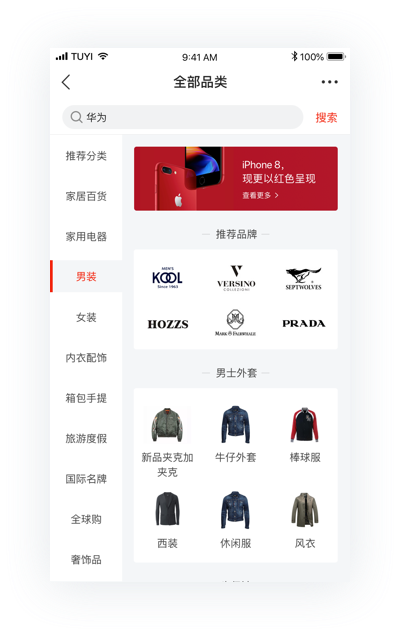 TUYI 9:41 AM 100%
全部品类
华为 搜索
推荐分类
家居百货
家用电器
男装
女装
内衣配饰
箱包手提
旅游度假
国际名牌
全球购
奢饰品
iPhone 8，
现更以红色呈现
查看更多
推荐品牌
MEN'S
KOOL
Since 1963
V
VERSINO
COLLEZIONI
SEPTWOLVES
HOZZS
MARK & FAIRWHALE
PRADA
男士外套
新品夹克加
夹克
牛仔外套
棒球服
西装
休闲服
风衣